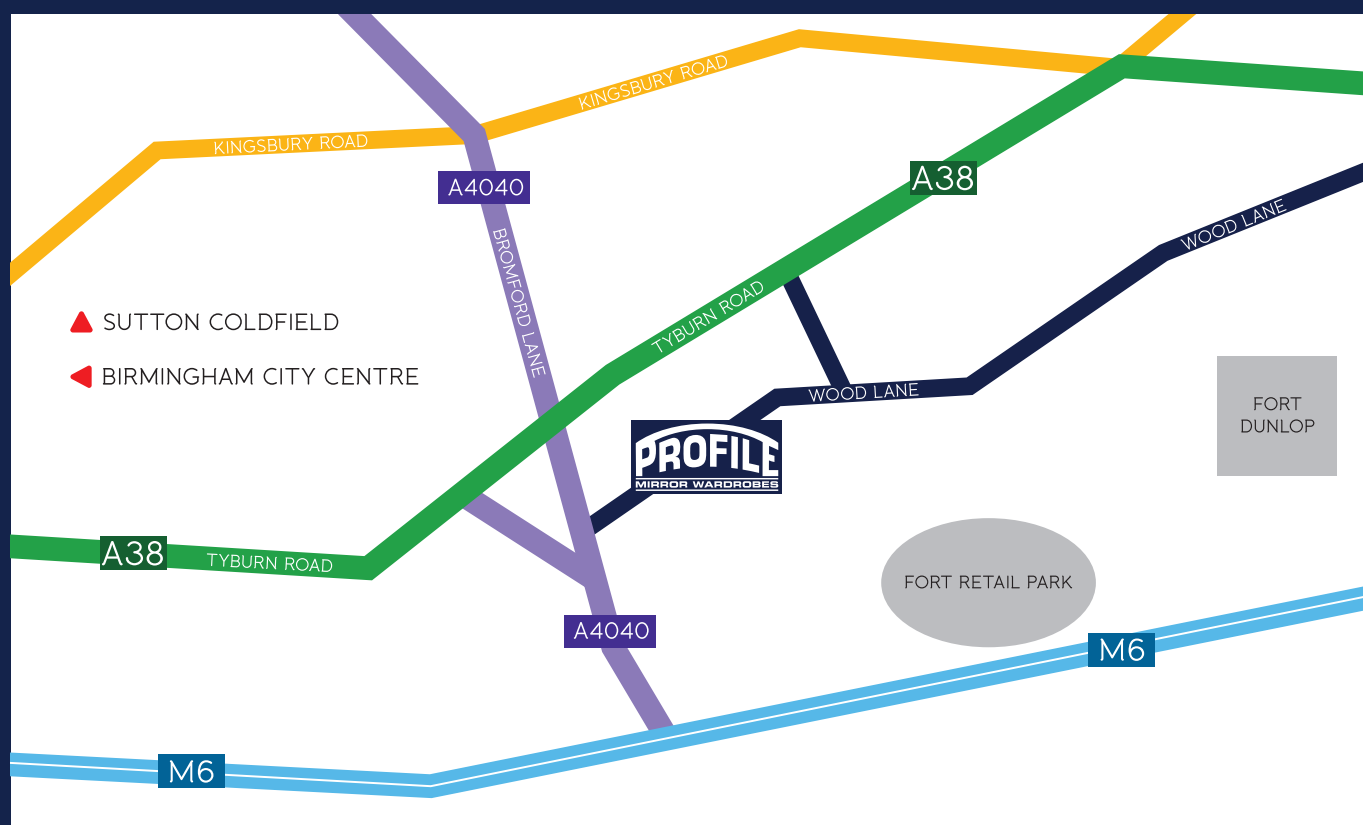 KINGSBURY ROAD
KINGSBURY ROAD
A4040
A38
WOOD LANE
BROMFORD LANE
TYBURN ROAD
SUTTON COLDFIELD
BIRMINGHAM CITY CENTRE
WOOD LANE
FORT
DUNLOP
PROFILE
MIRROR WARDROBES
A38
TYBURN ROAD
FORT RETAIL PARK
A4040
M6
M6